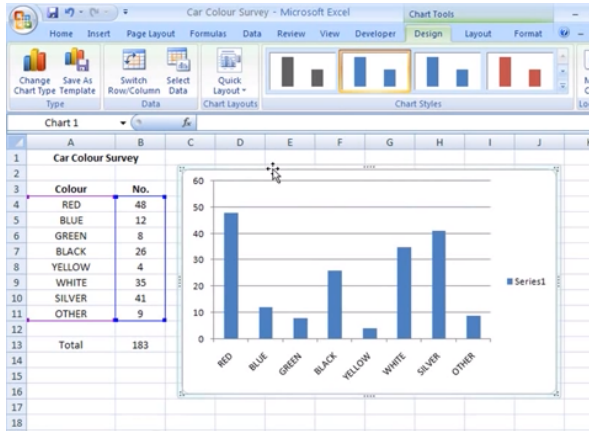 Car Colour Survey - Microsoft Excel
Chart Tools
Home Insert Page Layout Formulas Data Review View Developer Design Layout Format
Change Chart Type
Save As Template
Switch Row/Column
Select Data
Quick Layout
Type
Data
Chart Layouts
Chart Styles
Chart 1
fx
A B C D E F G H I J
1 Car Colour Survey
2
3 Colour No.
4 RED 48
5 BLUE 12
6 GREEN 8
7 BLACK 26
8 YELLOW 4
9 WHITE 35
10 SILVER 41
11 OTHER 9
12
13 Total 183
14
15
16
17
18
60
50
40
30
20
10
0
RED BLUE GREEN BLACK YELLOW WHITE SILVER OTHER
Series1